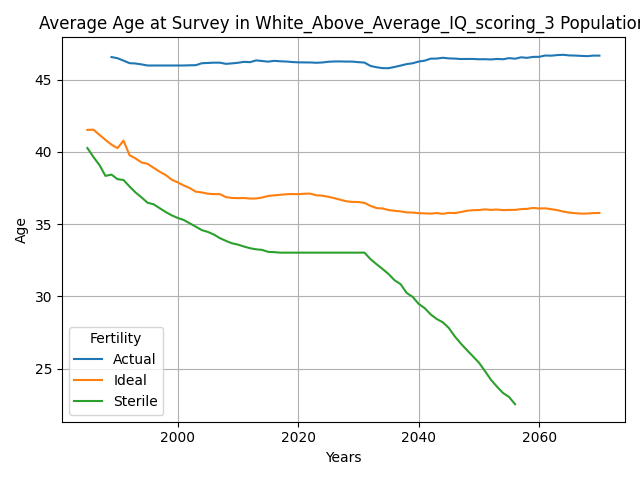 Average Age at Survey in White_Above_Average_IQ_scoring_3 Population
Age
45
40
35
30
25
Fertility
Actual
Ideal
Sterile
2000 2020 2040 2060
Years